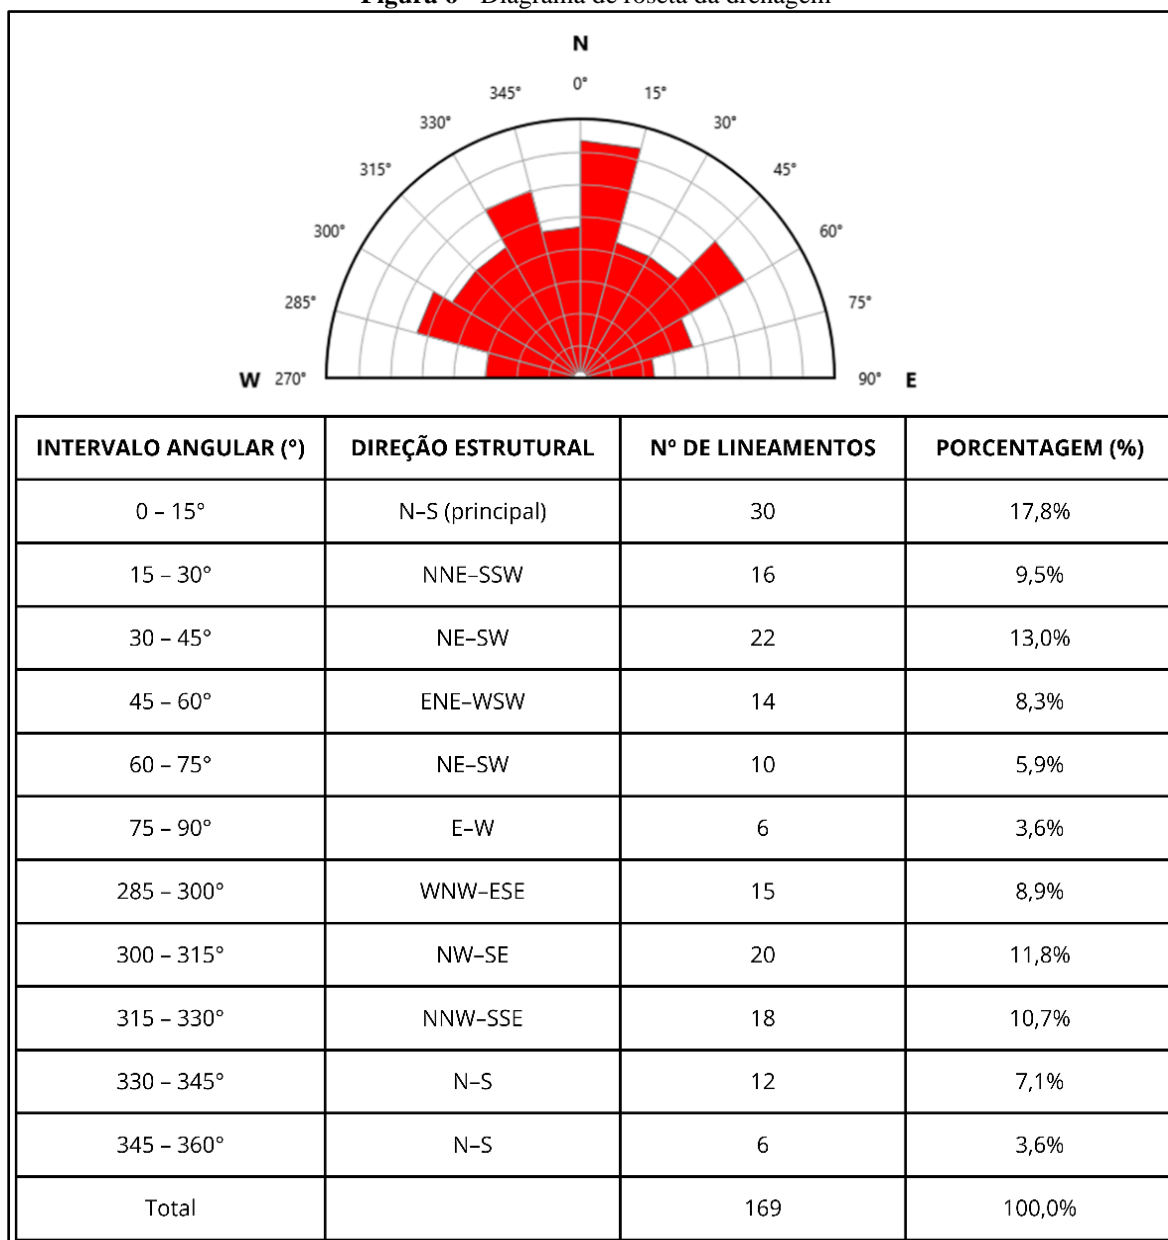 Figura 6 - Diagrama de roseta da drenagem
N
0°
345° 15°
330° 30°
315° 45°
300° 60°
285° 75°
W 270° 90° E
INTERVALO ANGULAR (°) DIREÇÃO ESTRUTURAL Nº DE LINEAMENTOS PORCENTAGEM (%)
0 – 15° N–S (principal) 30 17,8%
15 – 30° NNE–SSW 16 9,5%
30 – 45° NE–SW 22 13,0%
45 – 60° ENE–WSW 14 8,3%
60 – 75° NE–SW 10 5,9%
75 – 90° E–W 6 3,6%
285 – 300° WNW–ESE 15 8,9%
300 – 315° NW–SE 20 11,8%
315 – 330° NNW–SSE 18 10,7%
330 – 345° N–S 12 7,1%
345 – 360° N–S 6 3,6%
Total 169 100,0%